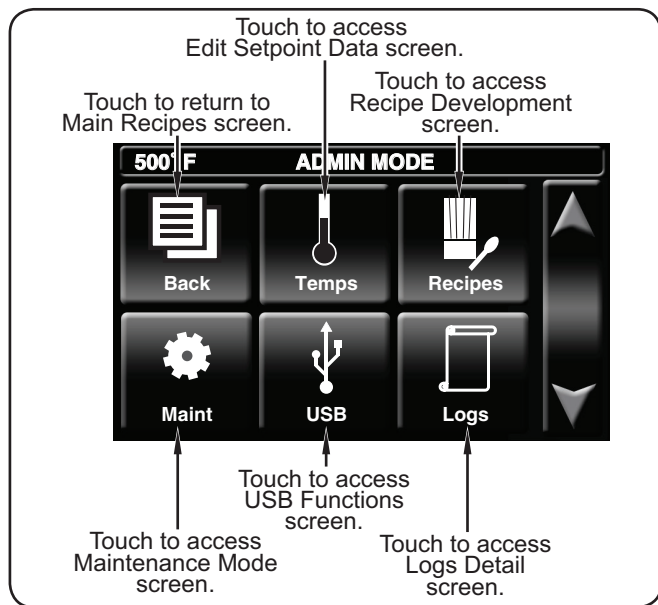 Touch to access
Edit Setpoint Data screen.
Touch to access
Recipe Development
screen.
Touch to return to
Main Recipes screen.
500°F ADMIN MODE
Back
Temps
Recipes
Maint
USB
Logs
Touch to access
USB Functions
screen.
Touch to access
Maintenance Mode
screen.
Touch to access
Logs Detail
screen.